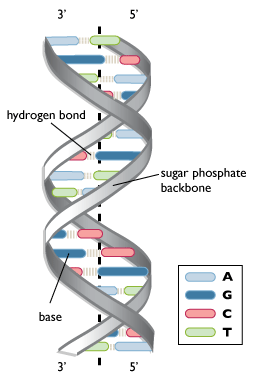 3’ 5’
hydrogen bond
sugar phosphate
backbone
base
A
G
C
T
3’ 5’